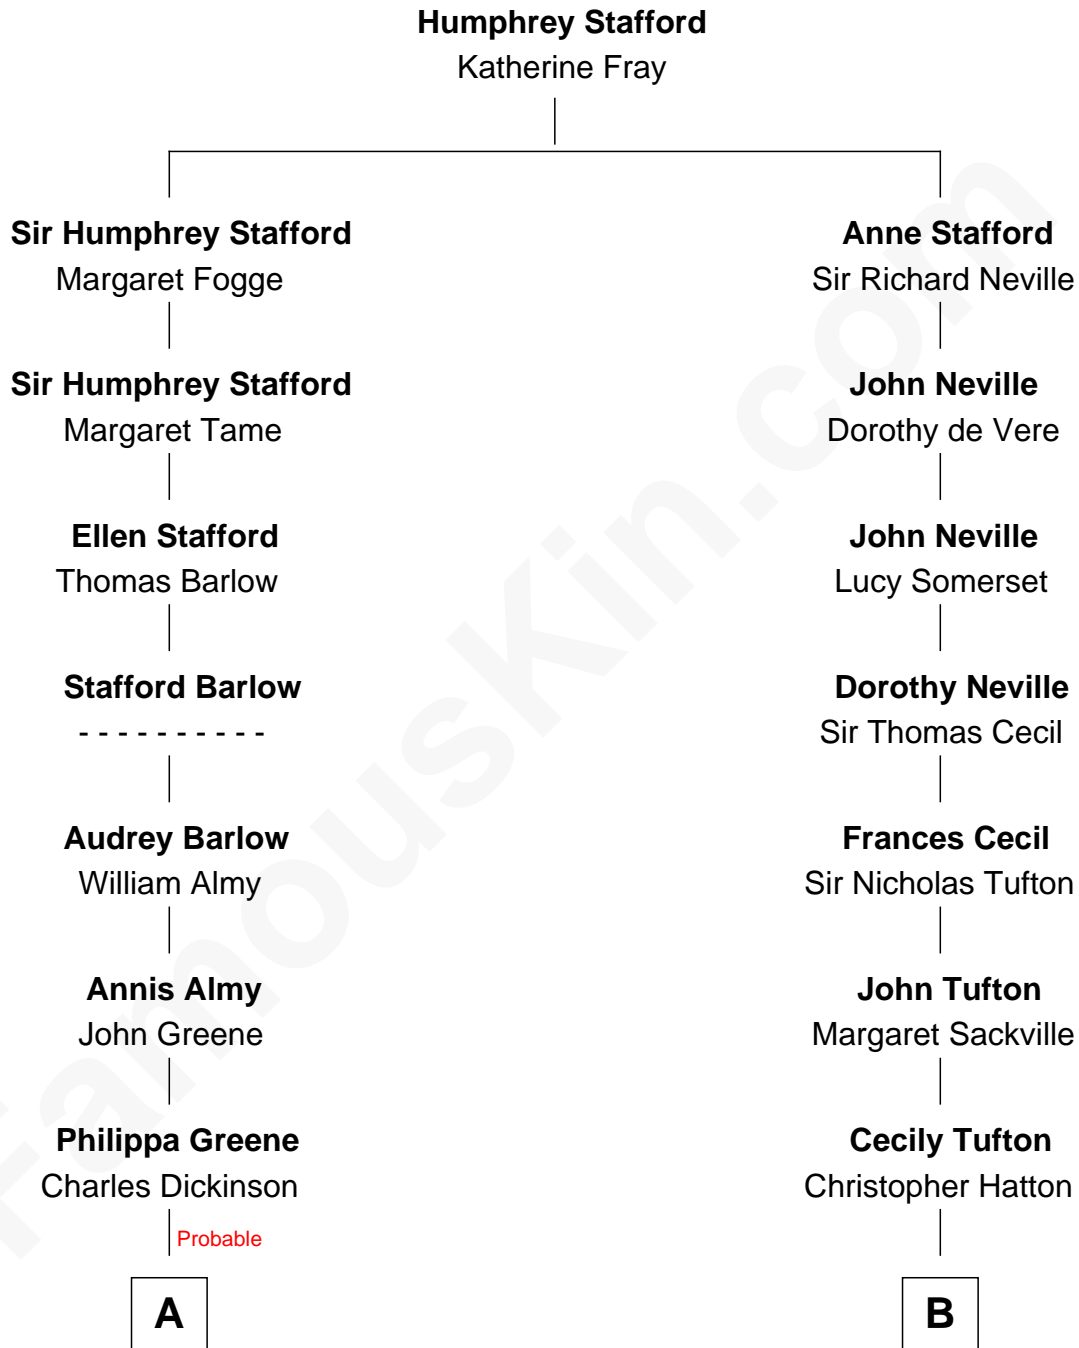 Humphrey Stafford
Katherine Fray
Sir Humphrey Stafford
Margaret Fogge
Anne Stafford
Sir Richard Neville
Sir Humphrey Stafford
Margaret Tame
John Neville
Dorothy de Vere
Ellen Stafford
Thomas Barlow
John Neville
Lucy Somerset
Stafford Barlow
- - - - - - - - - -
Dorothy Neville
Sir Thomas Cecil
Audrey Barlow
William Almy
Frances Cecil
Sir Nicholas Tufton
Annis Almy
John Greene
John Tufton
Margaret Sackville
Philippa Greene
Charles Dickinson
Probable
Cecily Tufton
Christopher Hatton
A
B
FamousKin.com